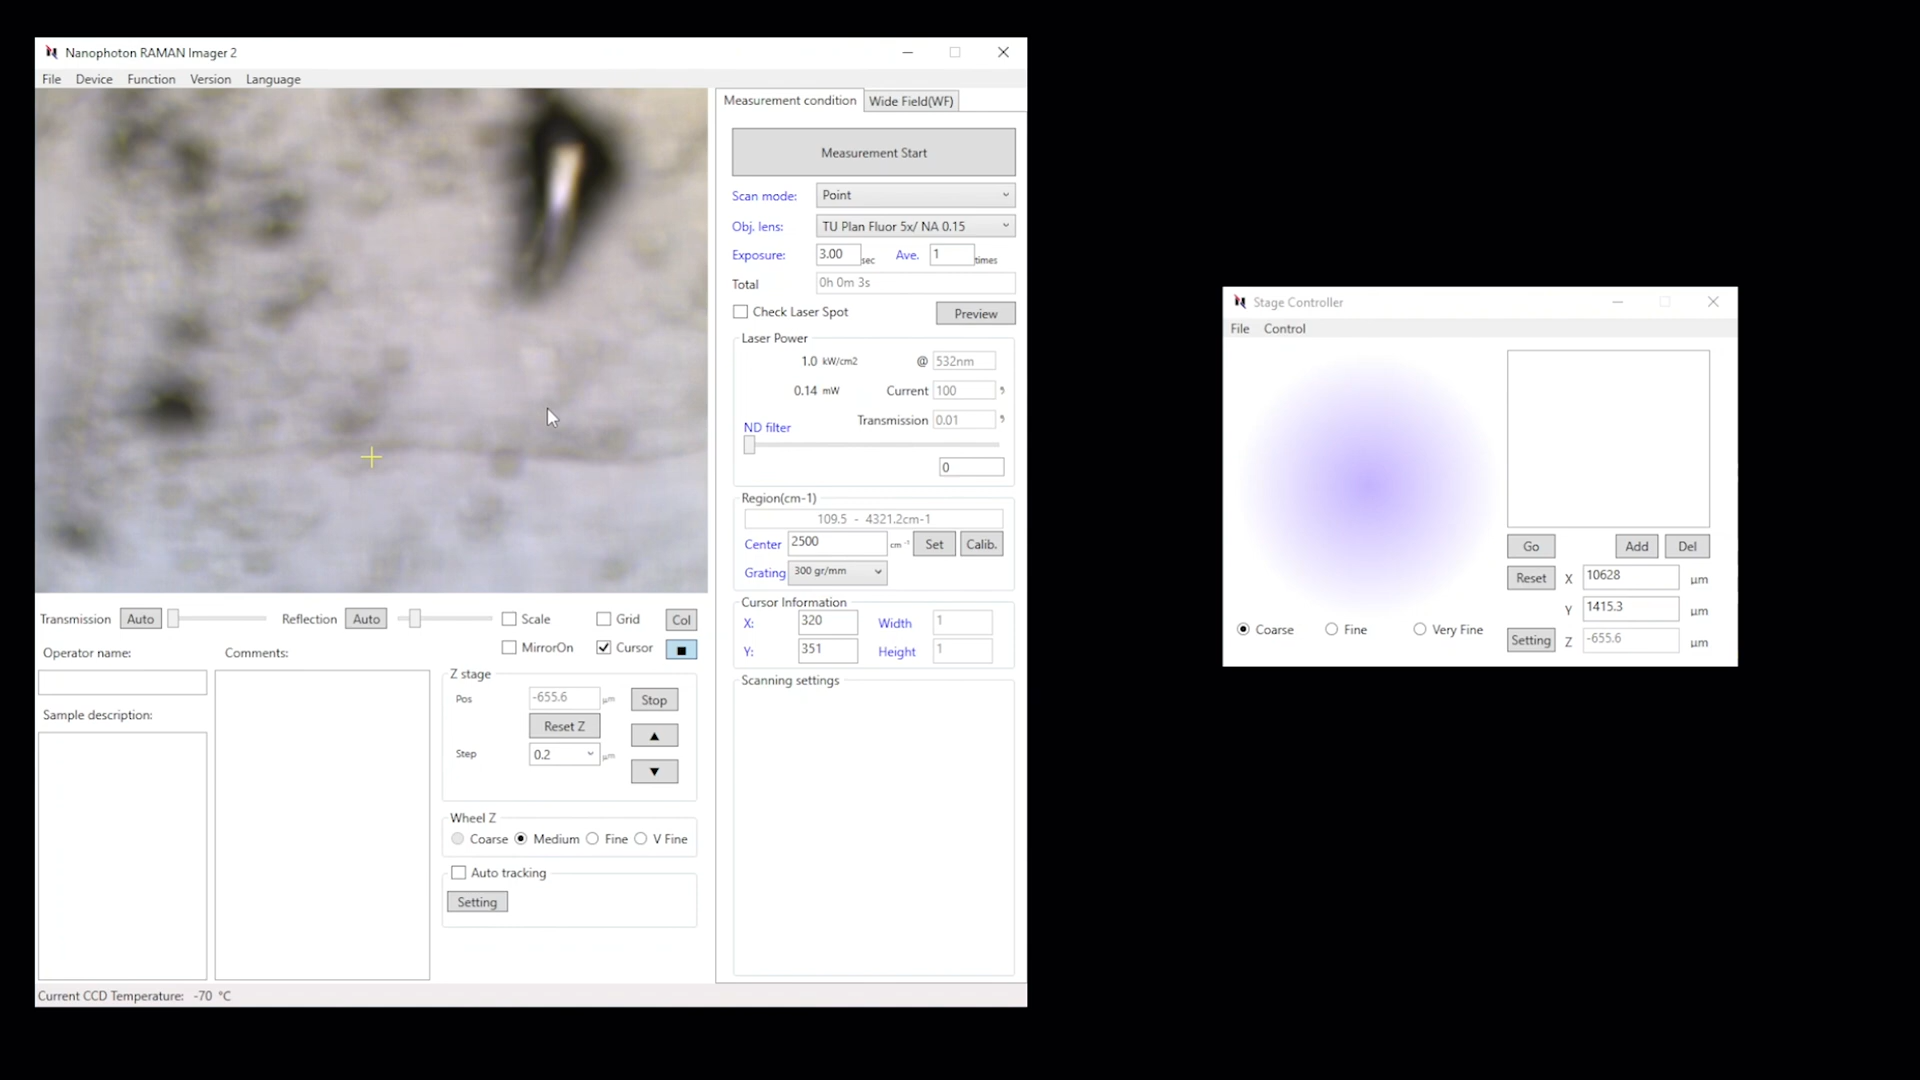 Nanophoton RAMAN Imager 2
File Device Function Version Language
Measurement condition Wide Field(WF)
Measurement Start
Scan mode: Point
Obj. lens: TU Plan Fluor 5x/ NA 0.15
Exposure: 3.00 sec Ave. 1 times
Total 0h 0m 3s
Check Laser Spot Preview
Laser Power
1.0 kW/cm2 @ 532nm
0.14 mW Current 100
Transmission 0.01
ND filter
0
Region(cm-1)
109.5 - 4321.2cm-1
Center 2500 cm -1 Set Calib.
Grating 300 gr/mm
Cursor Information
X: 320 Width 1
Y: 351 Height 1
Scanning settings
Transmission Auto Reflection Auto Scale Grid Col
MirrorOn Cursor
Operator name: Comments:
Sample description:
Z stage
Pos -655.6 μm Stop
Reset Z
Step 0.2 μm
Wheel Z
Coarse Medium Fine V Fine
Auto tracking
Setting
Current CCD Temperature: -70 °C
Stage Controller
File Control
Go Add Del
Reset X 10628 μm
Y 1415.3 μm
Coarse Fine Very Fine
Setting Z -655.6 μm